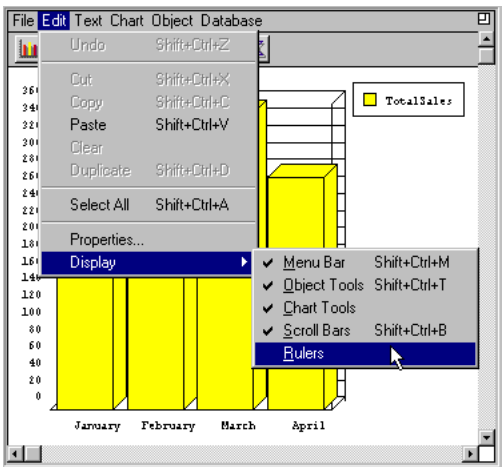 File Edit Text Chart Object Database
Undo Shift+Ctrl+Z
Cut Shift+Ctrl+X
Copy Shift+Ctrl+C
Paste Shift+Ctrl+V
Clear
Duplicate Shift+Ctrl+D
Select All Shift+Ctrl+A
Properties...
Display
Menu Bar Shift+Ctrl+M
Object Tools Shift+Ctrl+T
Chart Tools
Scroll Bars Shift+Ctrl+B
Rulers
TotalSales
120
100
80
60
40
20
0
January February March April